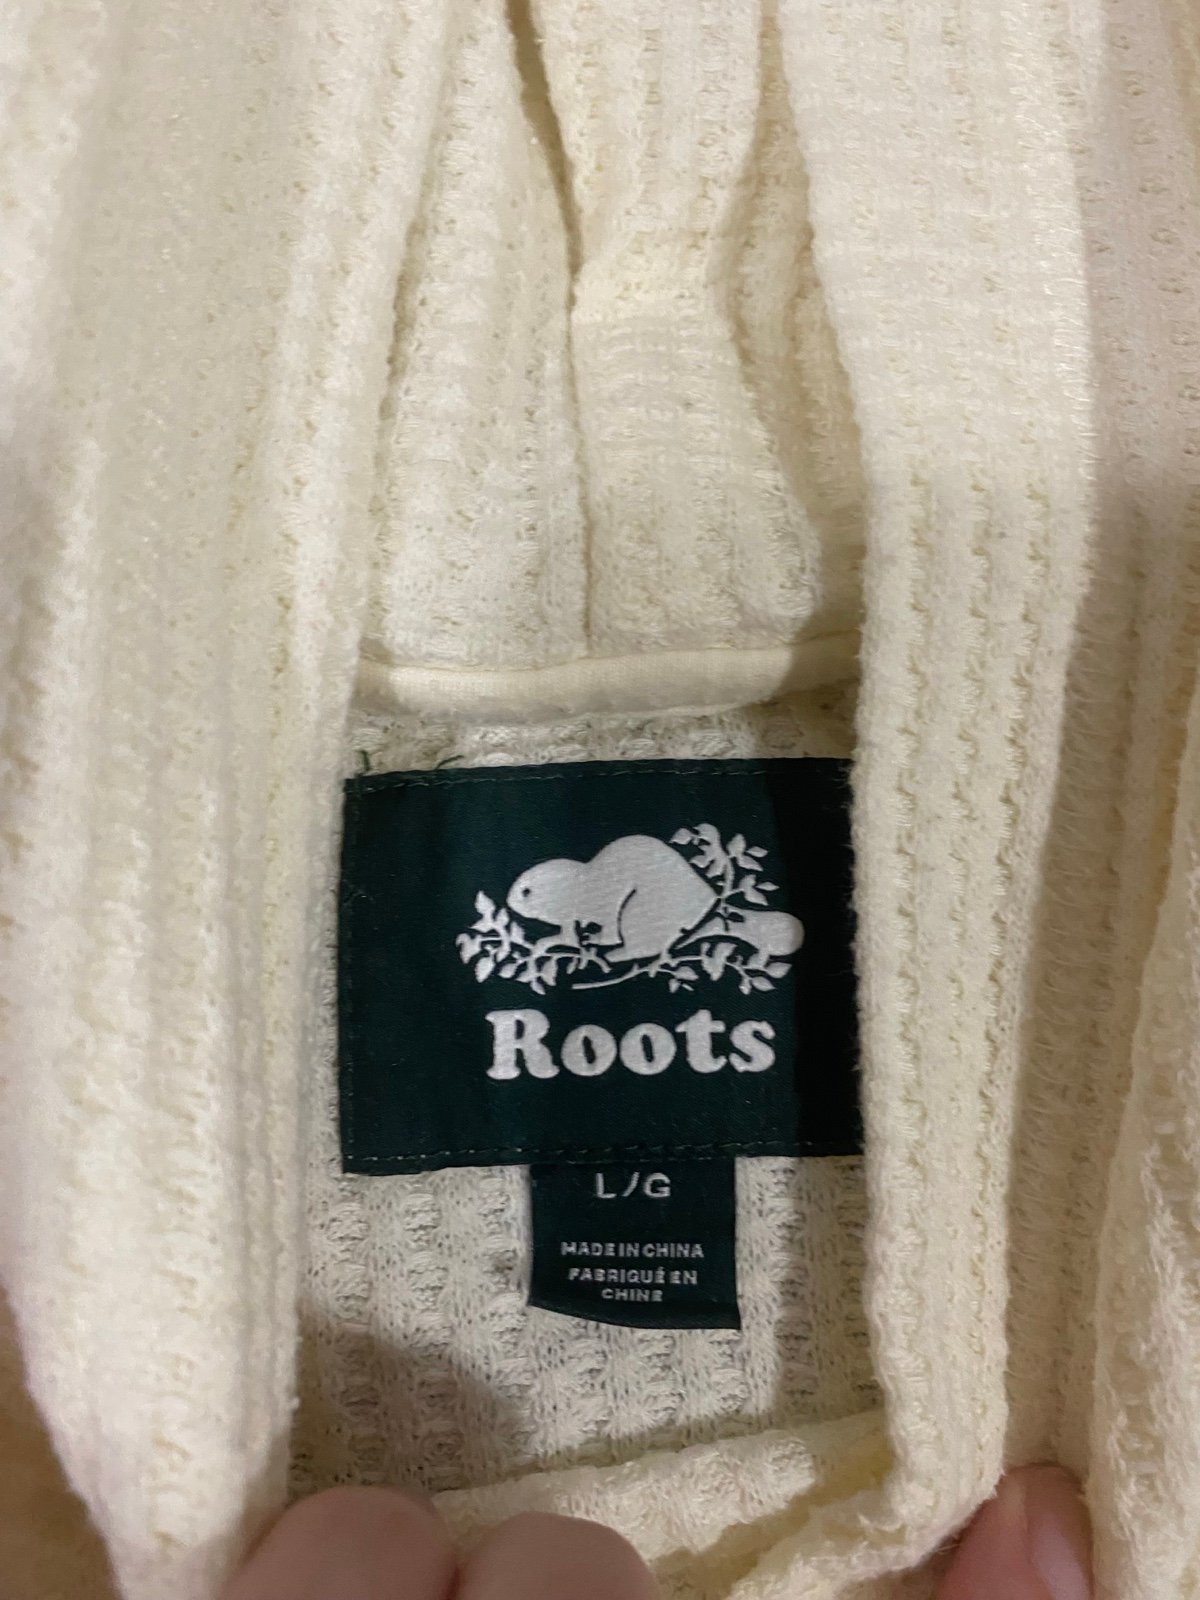 Roots
L/G
MADE IN CHINA
FABRIQUÉ EN
CHINE